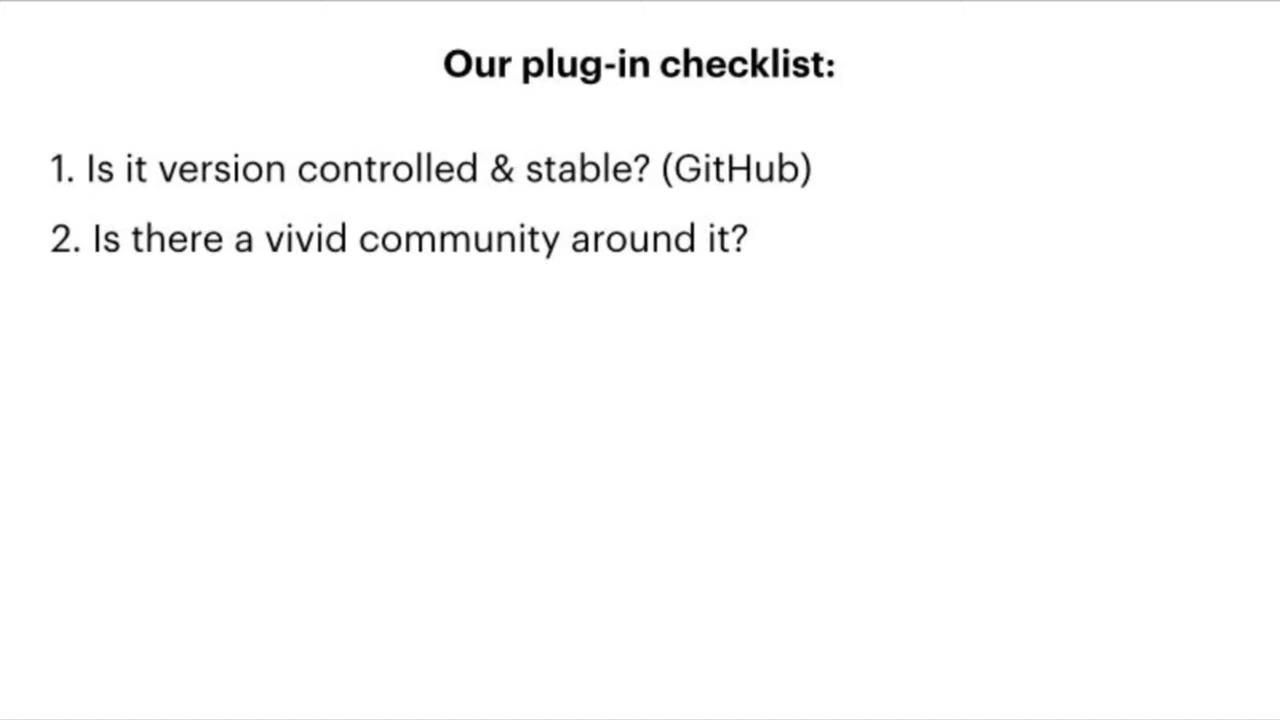 Our plug-in checklist:
1. Is it version controlled & stable? (GitHub)
2. Is there a vivid community around it?